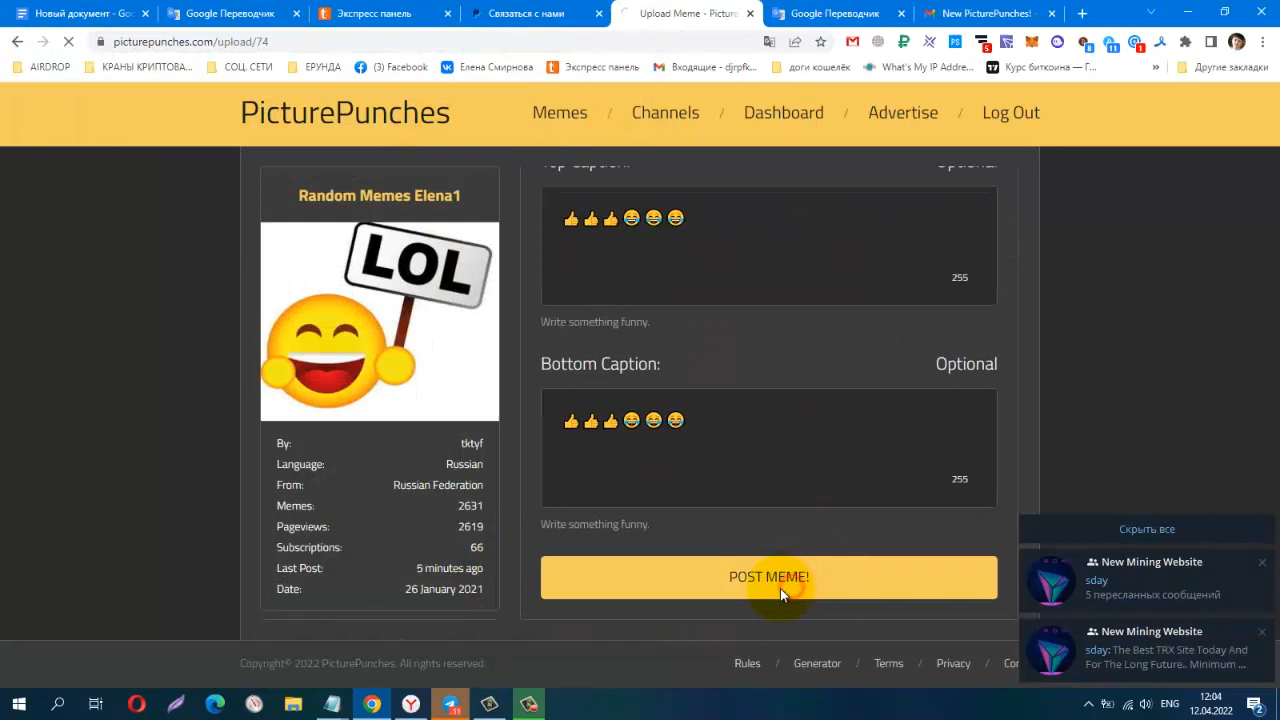 Новый документ - G
Google Переводчик
Экспресс панель
Связаться с нами
Upload Meme - Picture
Google Переводчик
New PicturePunches! -
picturepunches.com/upload/74
AIRDROP
КРАНЫ КРИПТОВА...
СОЦ. СЕТИ
ЕРУНДА
(3) Facebook
Елена Смирнова
Экспресс панель
Входящие - djrpfk...
доги кошелёк
What's My IP Addre...
Курс биткоина — Г...
»
Другие закладки
PicturePunches
Memes / Channels / Dashboard / Advertise / Log Out
Random Memes Elena1
LOL
By: tktyf
Language: Russian
From: Russian Federation
Memes: 2631
Pageviews: 2619
Subscriptions: 66
Last Post: 5 minutes ago
Date: 26 January 2021
Top Caption: Optional
👍👍👍😂😂😂
255
Write something funny.
Bottom Caption: Optional
👍👍👍😂😂😂
255
Write something funny.
POST MEME!
Скрыть все
New Mining Website
sday
5 пересланных сообщений
New Mining Website
sday: The Best TRX Site Today And
For The Long Future.. Minimum ...
Copyright© 2022 PicturePunches. All rights reserved.
Rules / Generator / Terms / Privacy /
11
ENG
12:04
12.04.2022
2